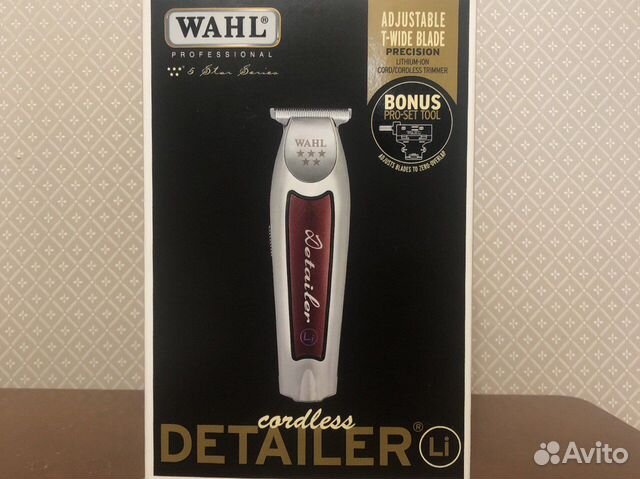 WAHL
PROFESSIONAL
5 Star Series
ADJUSTABLE
T-WIDE BLADE
PRECISION
LITHIUM-ION
CORD/CORDLESS TRIMMER
BONUS
PRO-SET TOOL
ADJUSTS BLADES TO ZERO-OVERLAP
WAHL
Detailer
Li
cordless
DETAILER® Li
Avito